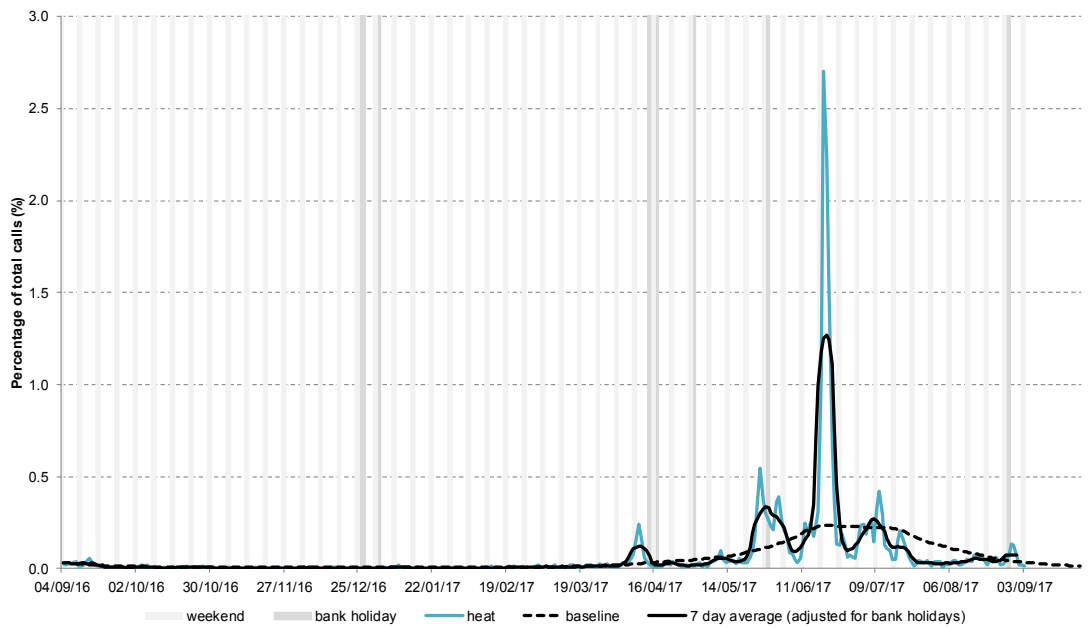 Percentage of total calls (%)
3.0
2.5
2.0
1.5
1.0
0.5
0.0
04/09/16 02/10/16 30/10/16 27/11/16 25/12/16 22/01/17 19/02/17 19/03/17 16/04/17 14/05/17 11/06/17 09/07/17 06/08/17 03/09/17
weekend bank holiday heat baseline 7 day average (adjusted for bank holidays)